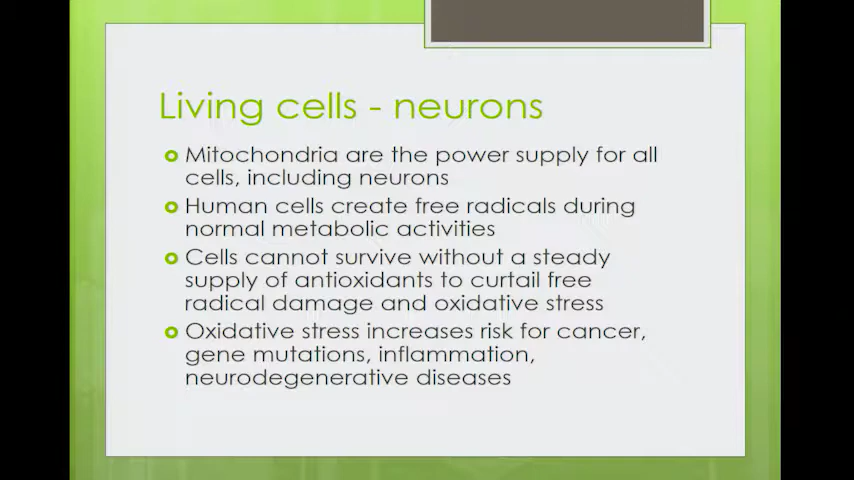 Living cells - neurons
Mitochondria are the power supply for all
cells, including neurons
Human cells create free radicals during
normal metabolic activities
Cells cannot survive without a steady
supply of antioxidants to curtail free
radical damage and oxidative stress
Oxidative stress increases risk for cancer,
gene mutations, inflammation,
neurodegenerative diseases